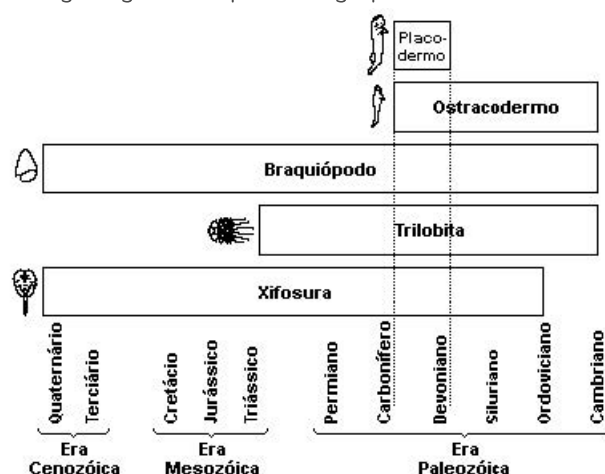 Placo-
dermo
Ostracodermo
Braquiópodo
Trilobita
Xifosura
Quaternário
Terciário
Cretácio
Jurássico
Triássico
Permiano
Carbonífero
Devoniano
Siluriano
Ordoviciano
Cambriano
Era
Cenozóica
Era
Mesozóica
Era
Paleozóica